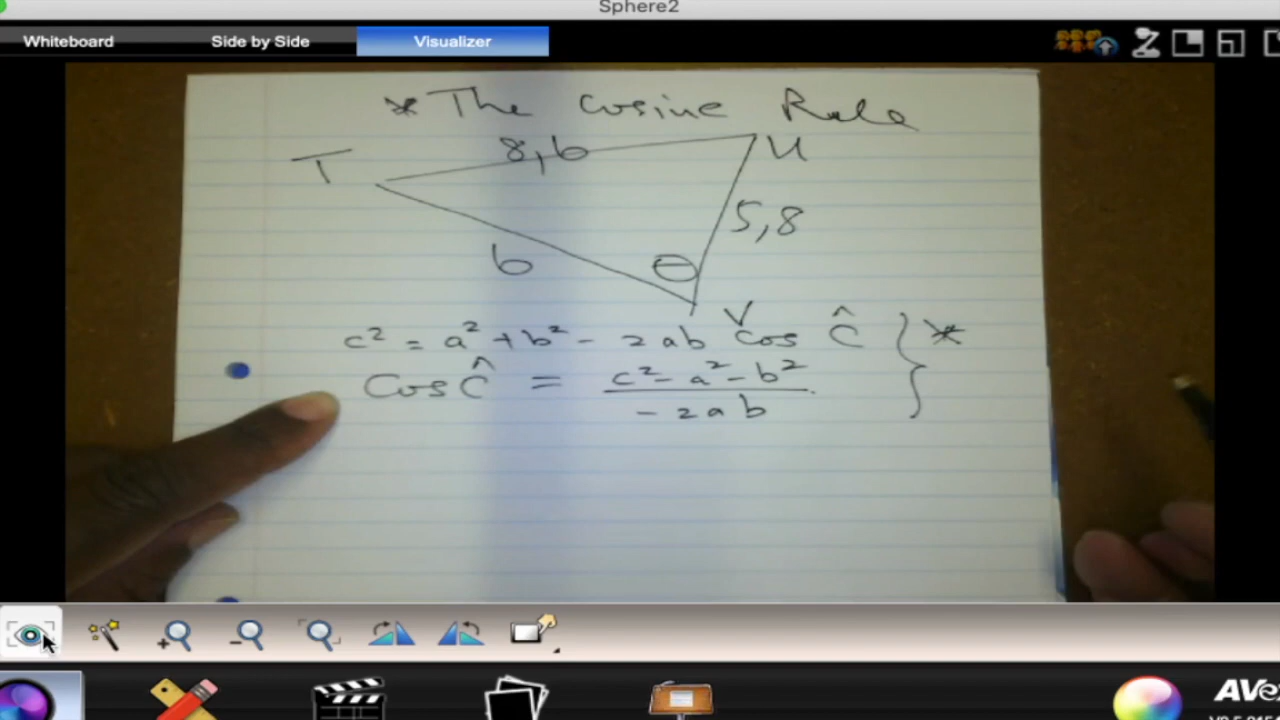 Sphere2
Whiteboard Side by Side Visualizer
* The Cosine Rule
T 8,6 U
5,8
6 θ
V
c² = a² + b² - 2ab cos Ĉ } *
Cos Ĉ = c² - a² - b² / -2ab }